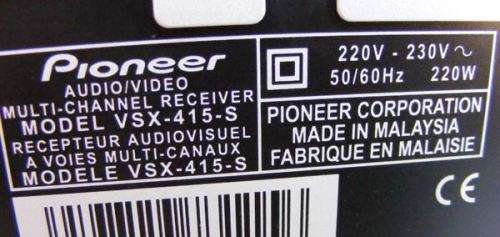 Pioneer
AUDIO/VIDEO
MULTI-CHANNEL RECEIVER
MODEL VSX-415-S
RECEPTEUR AUDIOVISUEL
A VOIES MULTI-CANAUX
MODELE VSX-415-S
220V - 230V ~
50/60Hz 220W
PIONEER CORPORATION
MADE IN MALAYSIA
FABRIQUE EN MALAISIE
CE